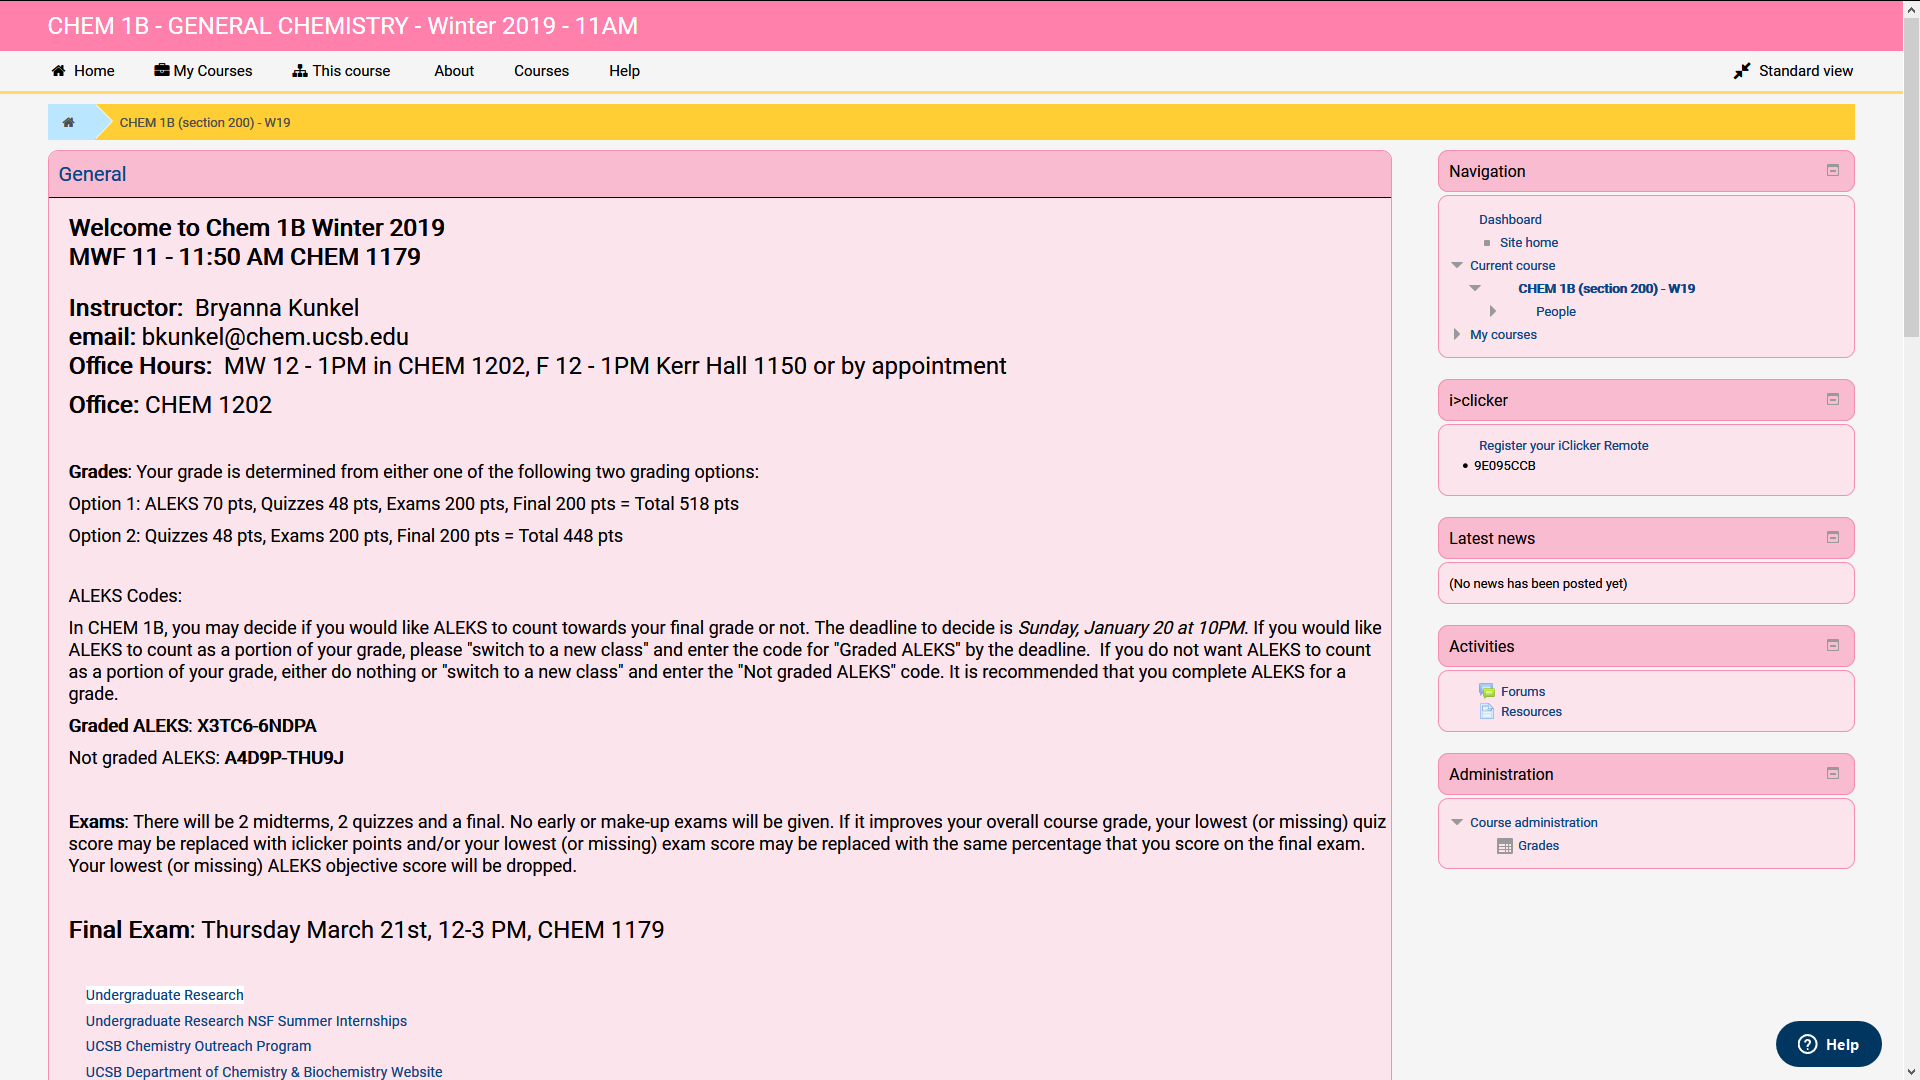 CHEM 1B - GENERAL CHEMISTRY - Winter 2019 - 11AM
Home My Courses This course About Courses Help Standard view
CHEM 1B (section 200) - W19
General
Welcome to Chem 1B Winter 2019
MWF 11 - 11:50 AM CHEM 1179
Instructor: Bryanna Kunkel
email: bkunkel@chem.ucsb.edu
Office Hours: MW 12 - 1PM in CHEM 1202, F 12 - 1PM Kerr Hall 1150 or by appointment
Office: CHEM 1202
Grades: Your grade is determined from either one of the following two grading options:
Option 1: ALEKS 70 pts, Quizzes 48 pts, Exams 200 pts, Final 200 pts = Total 518 pts
Option 2: Quizzes 48 pts, Exams 200 pts, Final 200 pts = Total 448 pts
ALEKS Codes:
In CHEM 1B, you may decide if you would like ALEKS to count towards your final grade or not. The deadline to decide is Sunday, January 20 at 10PM. If you would like
ALEKS to count as a portion of your grade, please "switch to a new class" and enter the code for "Graded ALEKS" by the deadline. If you do not want ALEKS to count
as a portion of your grade, either do nothing or "switch to a new class" and enter the "Not graded ALEKS" code. It is recommended that you complete ALEKS for a
grade.
Graded ALEKS: X3TC6-6NDPA
Not graded ALEKS: A4D9P-THU9J
Exams: There will be 2 midterms, 2 quizzes and a final. No early or make-up exams will be given. If it improves your overall course grade, your lowest (or missing) quiz
score may be replaced with iclicker points and/or your lowest (or missing) exam score may be replaced with the same percentage that you score on the final exam.
Your lowest (or missing) ALEKS objective score will be dropped.
Final Exam: Thursday March 21st, 12-3 PM, CHEM 1179
Undergraduate Research
Undergraduate Research NSF Summer Internships
UCSB Chemistry Outreach Program
UCSB Department of Chemistry & Biochemistry Website
Navigation
Dashboard
Site home
Current course
CHEM 1B (section 200) - W19
People
My courses
i>clicker
Register your iClicker Remote
• 9E095CCB
Latest news
(No news has been posted yet)
Activities
Forums
Resources
Administration
Course administration
Grades
Help